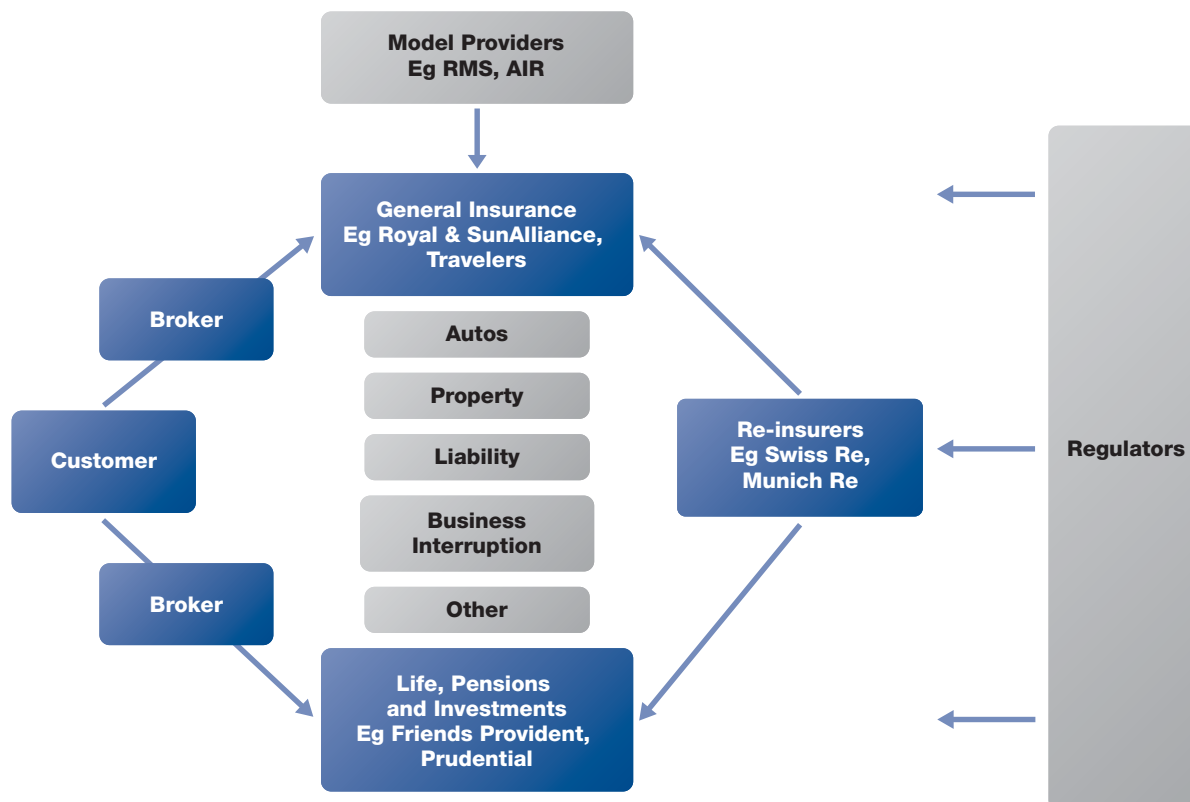 Model Providers
Eg RMS, AIR
General Insurance
Eg Royal & SunAlliance,
Travelers
Broker
Autos
Property
Customer
Re-insurers
Eg Swiss Re,
Munich Re
Regulators
Liability
Business
Interruption
Broker
Other
Life, Pensions
and Investments
Eg Friends Provident,
Prudential